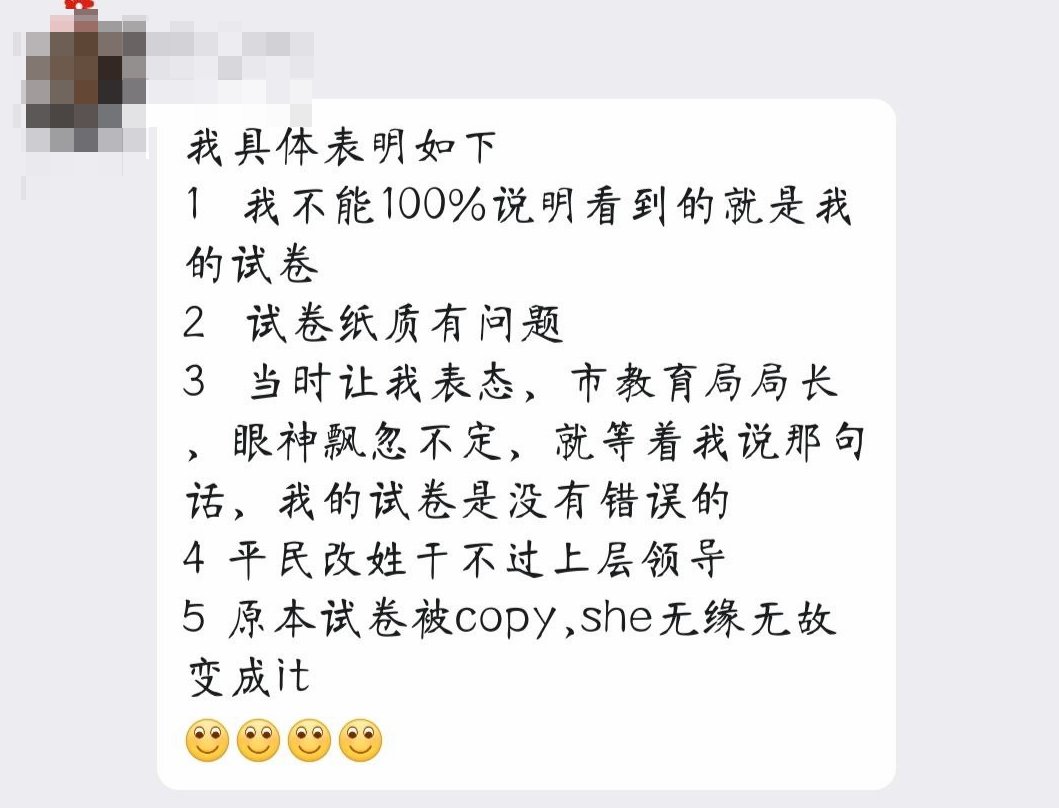 我具体表明如下
1 我不能100%说明看到的就是我
的试卷
2 试卷纸质有问题
3 当时让我表态，市教育局局长
，眼神飘忽不定，就等着我说那句
话，我的试卷是没有错误的
4 平民改姓干不过上层领导
5 原本试卷被copy,she无缘无故
变成it